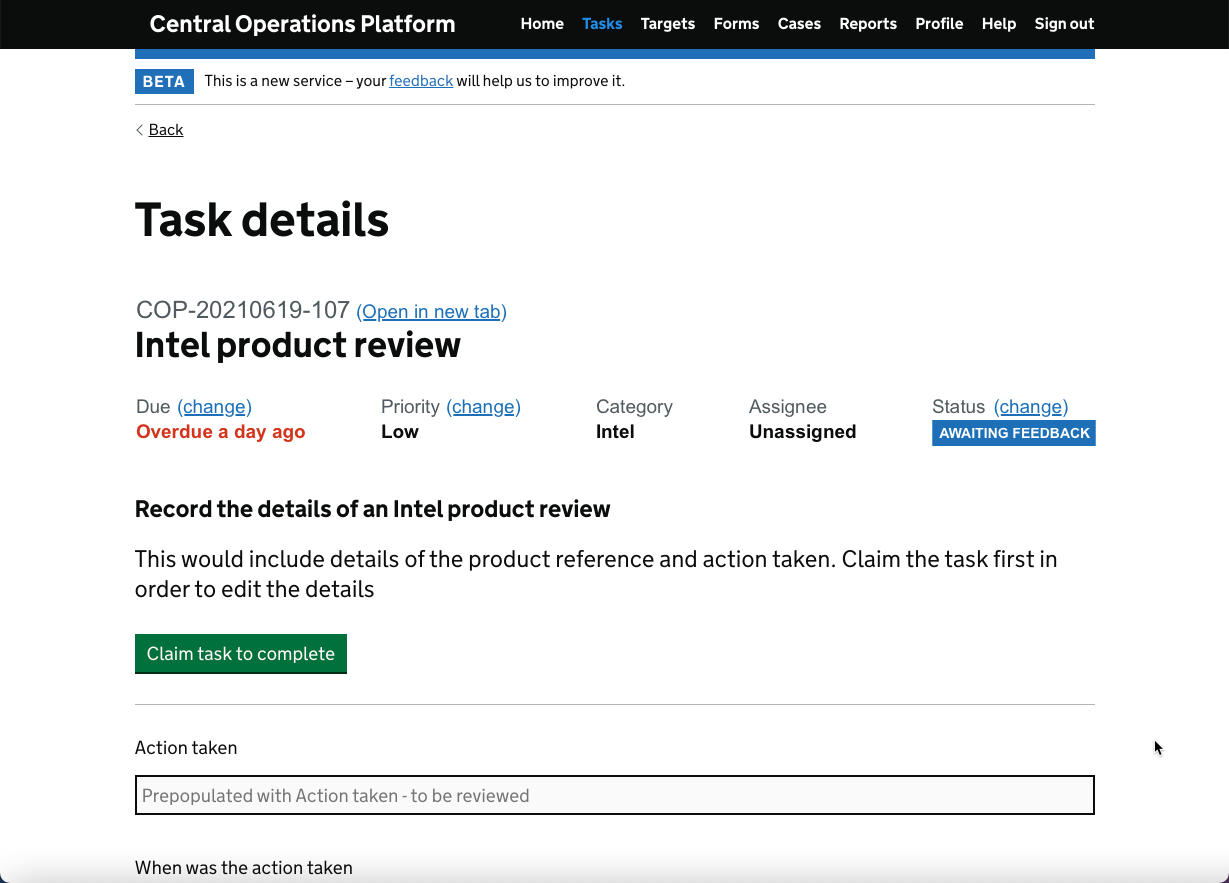 Central Operations Platform Home Tasks Targets Forms Cases Reports Profile Help Sign out
BETA This is a new service – your feedback will help us to improve it.
Back
Task details
COP-20210619-107 (Open in new tab)
Intel product review
Due (change) Priority (change) Category Assignee Status (change)
Overdue a day ago Low Intel Unassigned AWAITING FEEDBACK
Record the details of an Intel product review
This would include details of the product reference and action taken. Claim the task first in
order to edit the details
Claim task to complete
Action taken
Prepopulated with Action taken - to be reviewed
When was the action taken